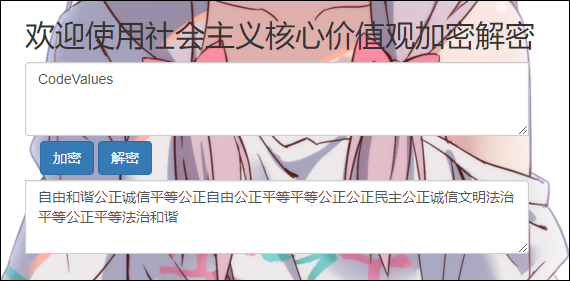 欢迎使用社会主义核心价值观加密解密
CodeValues
加密 解密
自由和谐公正诚信平等公正自由公正平等平等公正公正民主公正诚信文明法治
平等公正平等法治和谐